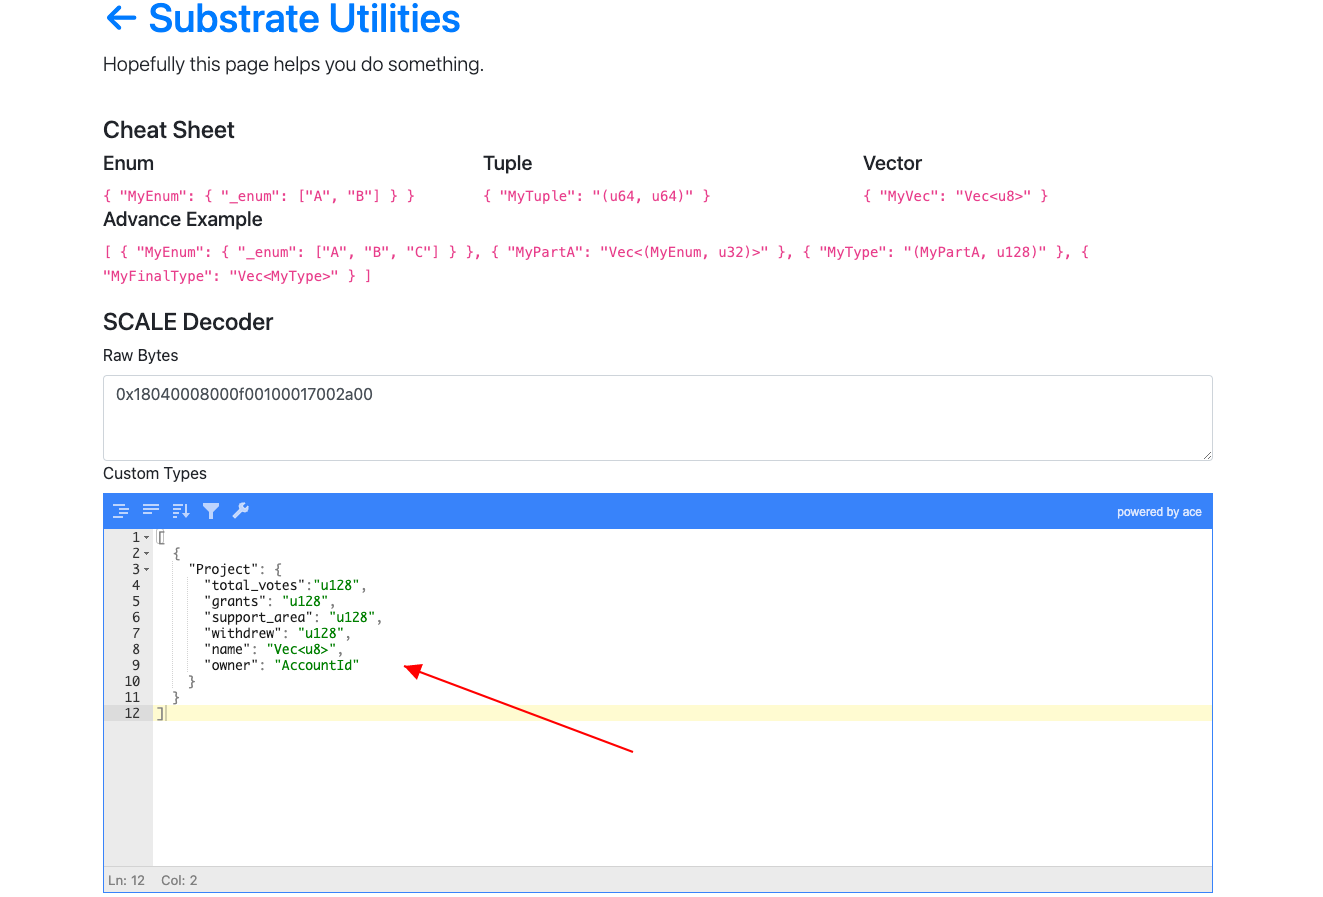 ← Substrate Utilities
Hopefully this page helps you do something.
Cheat Sheet
Enum
Tuple
Vector
{ "MyEnum": { "_enum": ["A", "B"] } }
{ "MyTuple": "(u64, u64)" }
{ "MyVec": "Vec<u8>" }
Advance Example
[ { "MyEnum": { "_enum": ["A", "B", "C"] } }, { "MyPartA": "Vec<(MyEnum, u32)>" }, { "MyType": "(MyPartA, u128)" }, {
"MyFinalType": "Vec<MyType>" } ]
SCALE Decoder
Raw Bytes
0x18040008000f00100017002a00
Custom Types
powered by ace
1 [
2 {
3 "Project": {
4 "total_votes":"u128",
5 "grants": "u128",
6 "support_area": "u128",
7 "withdrew": "u128",
8 "name": "Vec<u8>",
9 "owner": "AccountId"
10 }
11 }
12 ]
Ln: 12 Col: 2